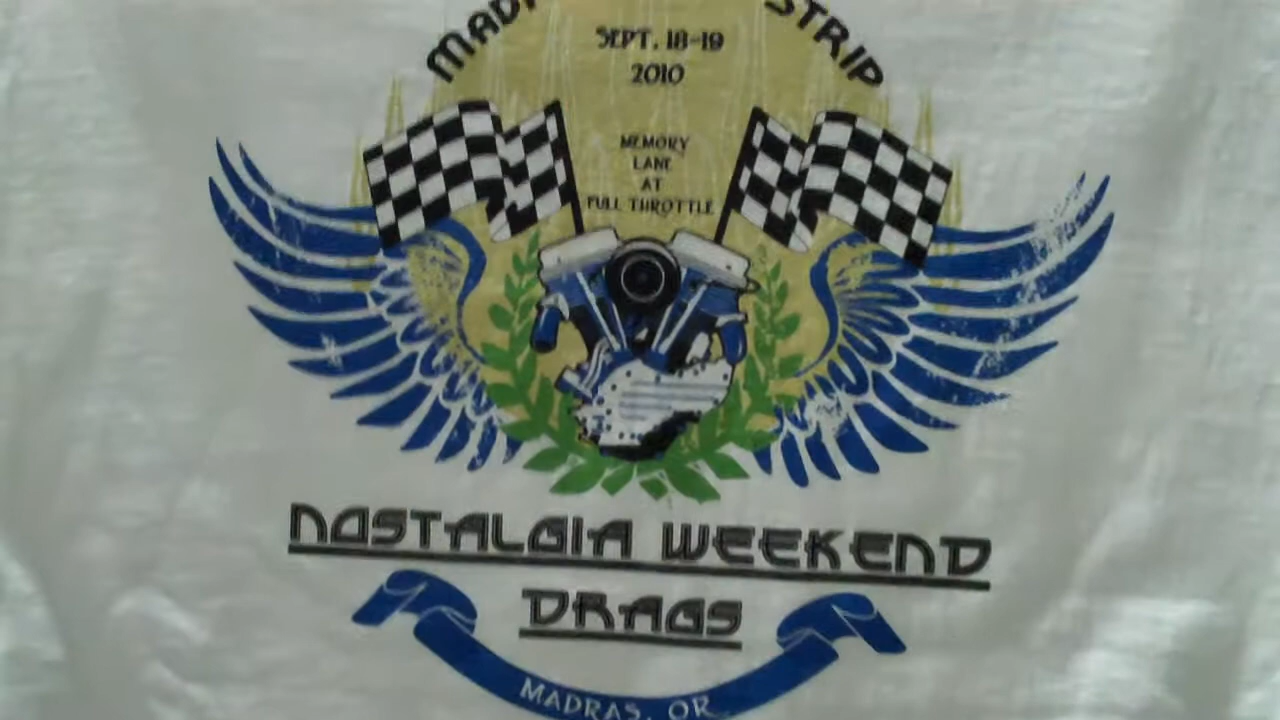 STRIP
SEPT. 18-19
2010
MEMORY
LANE
AT
FULL THROTTLE
NOSTALGIA WEEKEND
DRAGS
MADRAS, OR